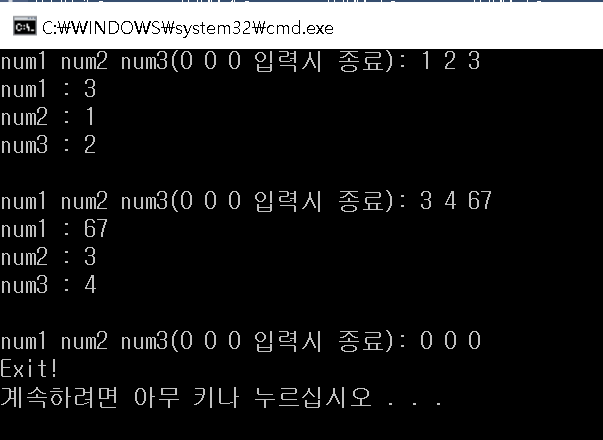 C:\WINDOWS\system32\cmd.exe
num1 num2 num3(0 0 0 입력시 종료): 1 2 3
num1 : 3
num2 : 1
num3 : 2
num1 num2 num3(0 0 0 입력시 종료): 3 4 67
num1 : 67
num2 : 3
num3 : 4
num1 num2 num3(0 0 0 입력시 종료): 0 0 0
Exit!
계속하려면 아무 키나 누르십시오 . . .